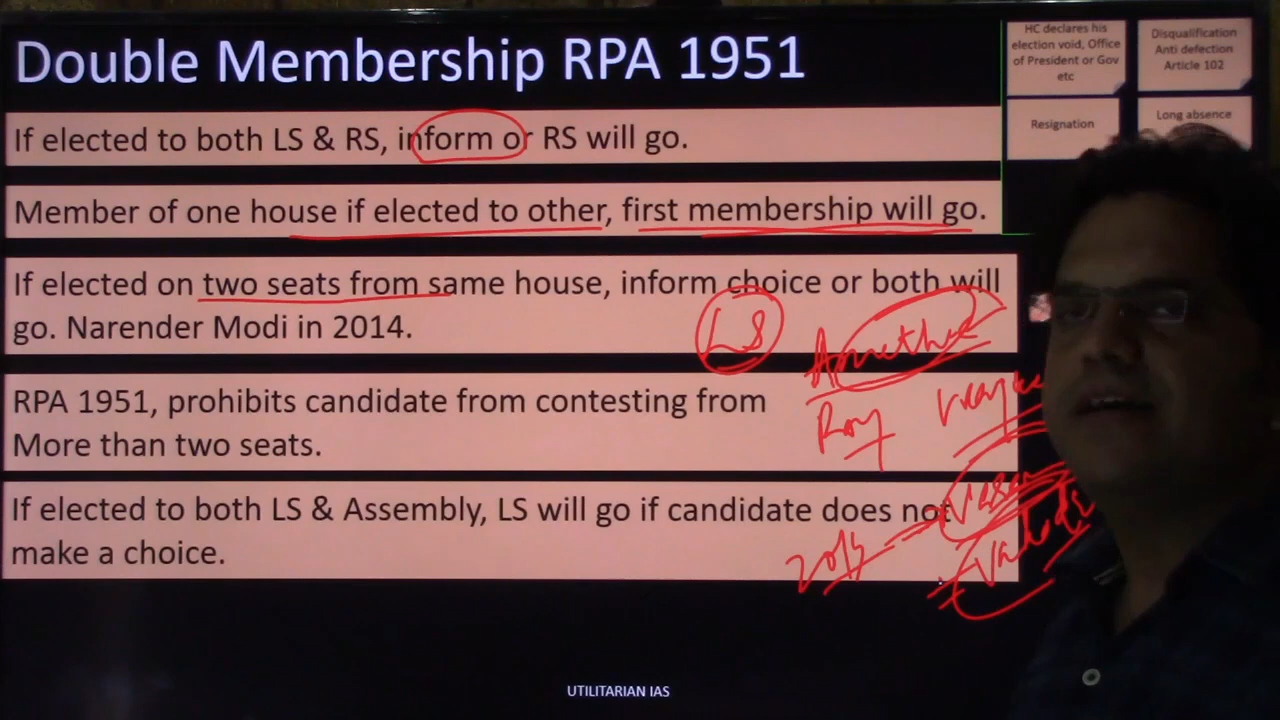 Double Membership RPA 1951
If elected to both LS & RS, inform or RS will go.
Member of one house if elected to other, first membership will go.
If elected on two seats from same house, inform choice or both will
go. Narender Modi in 2014.
RPA 1951, prohibits candidate from contesting from
More than two seats.
If elected to both LS & Assembly, LS will go if candidate does not
make a choice.
HC declares his
election void, Office
of President or Gov
etc
Disqualification
Anti defection
Article 102
Resignation
Long absence
LS
UTILITARIAN IAS